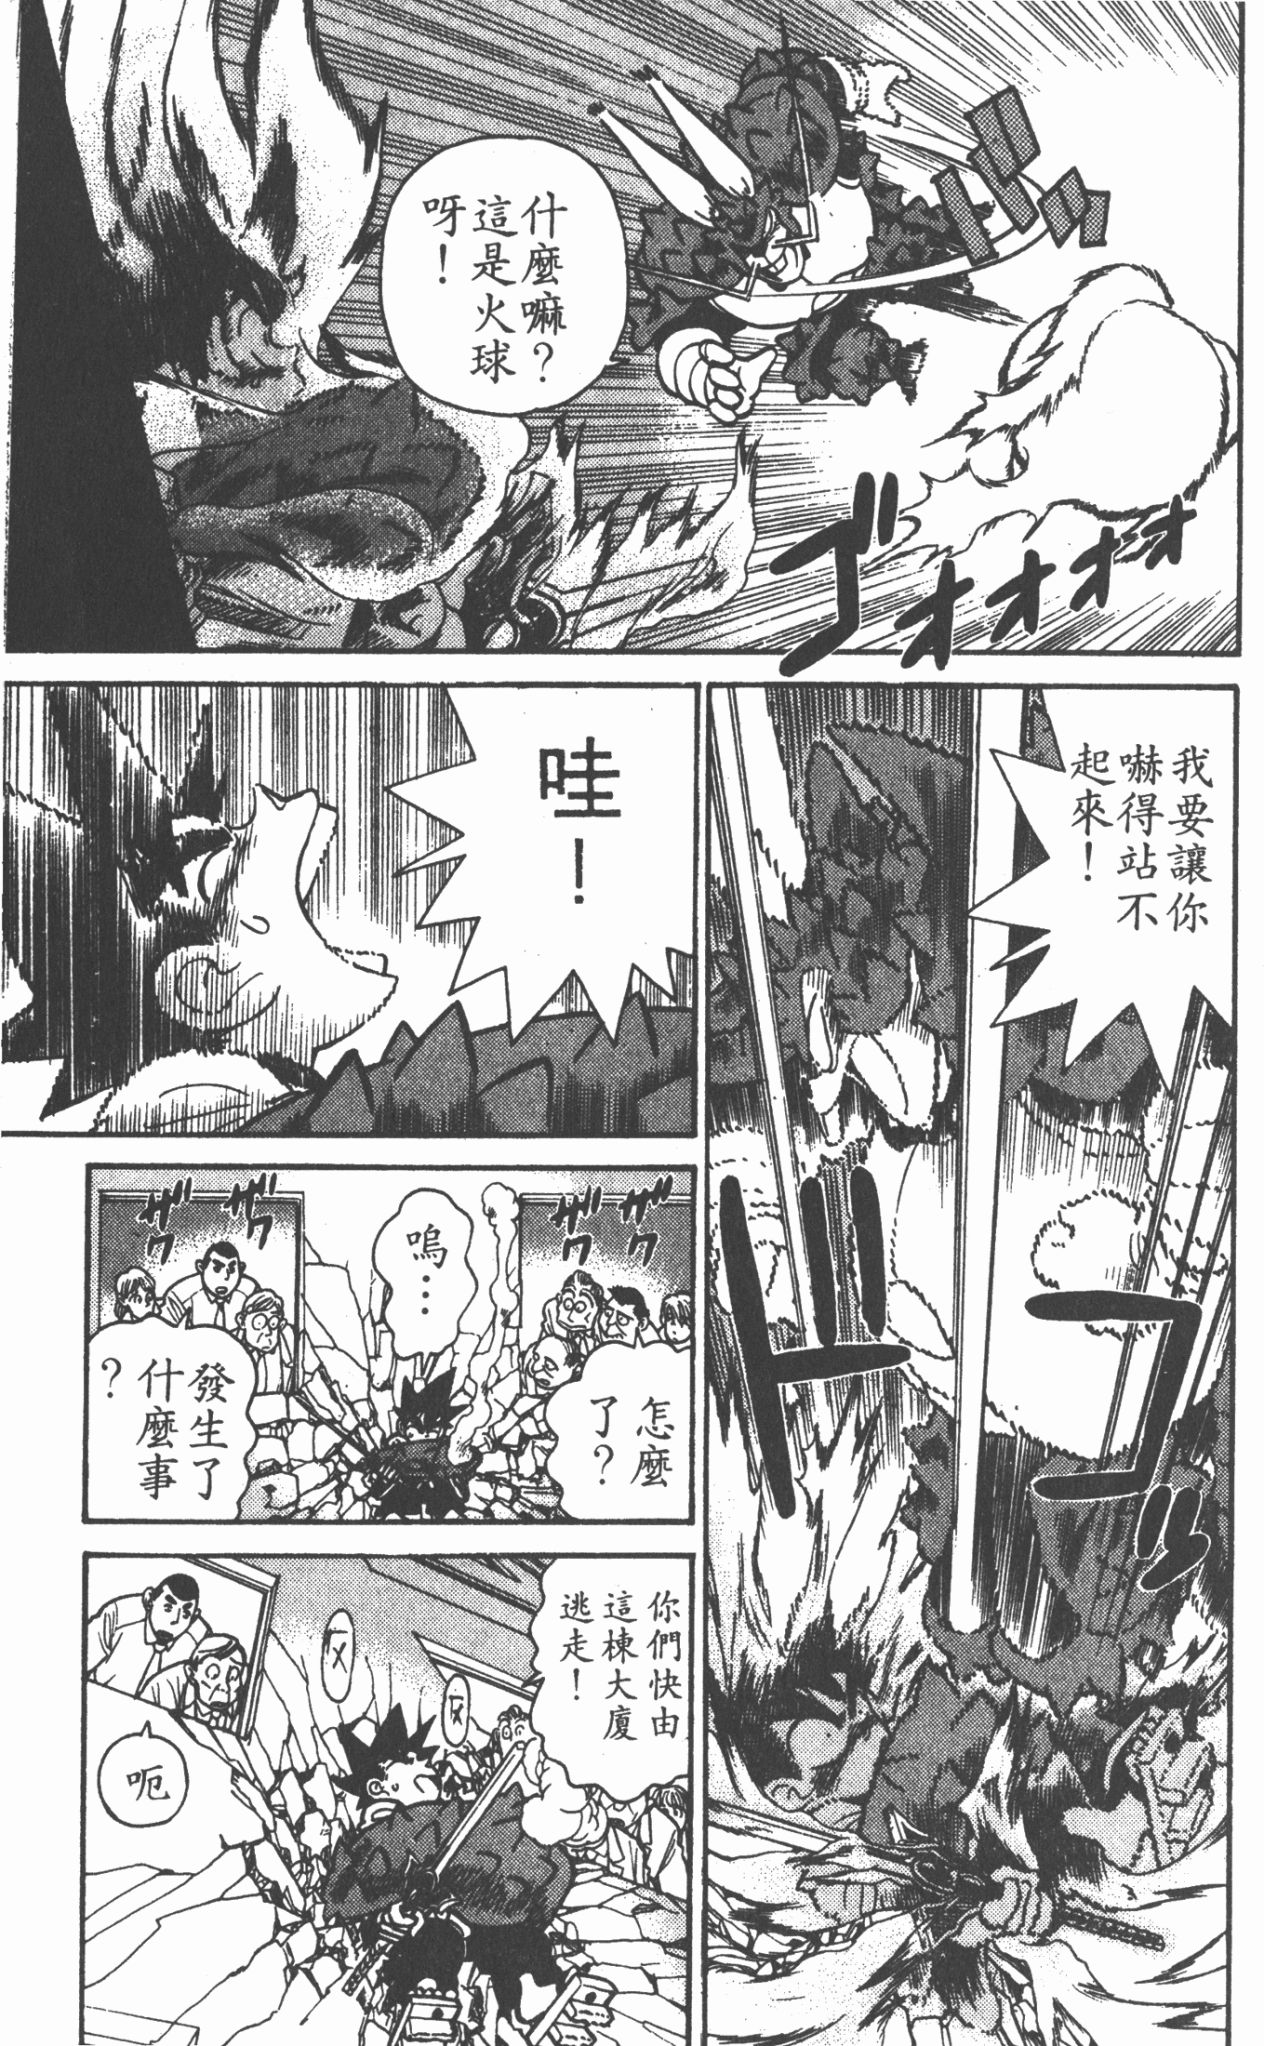 什麼嘛？
這是火球
呀！
ゴオオオオ
我要讓你
嚇得站不
起來！
ドフッ
哇！
怎麼
了？
嗚…
發生了
什麼事
？
ザワ
ザワ
ザワ
ザワ
你們快由
這棟大廈
逃走！
呃